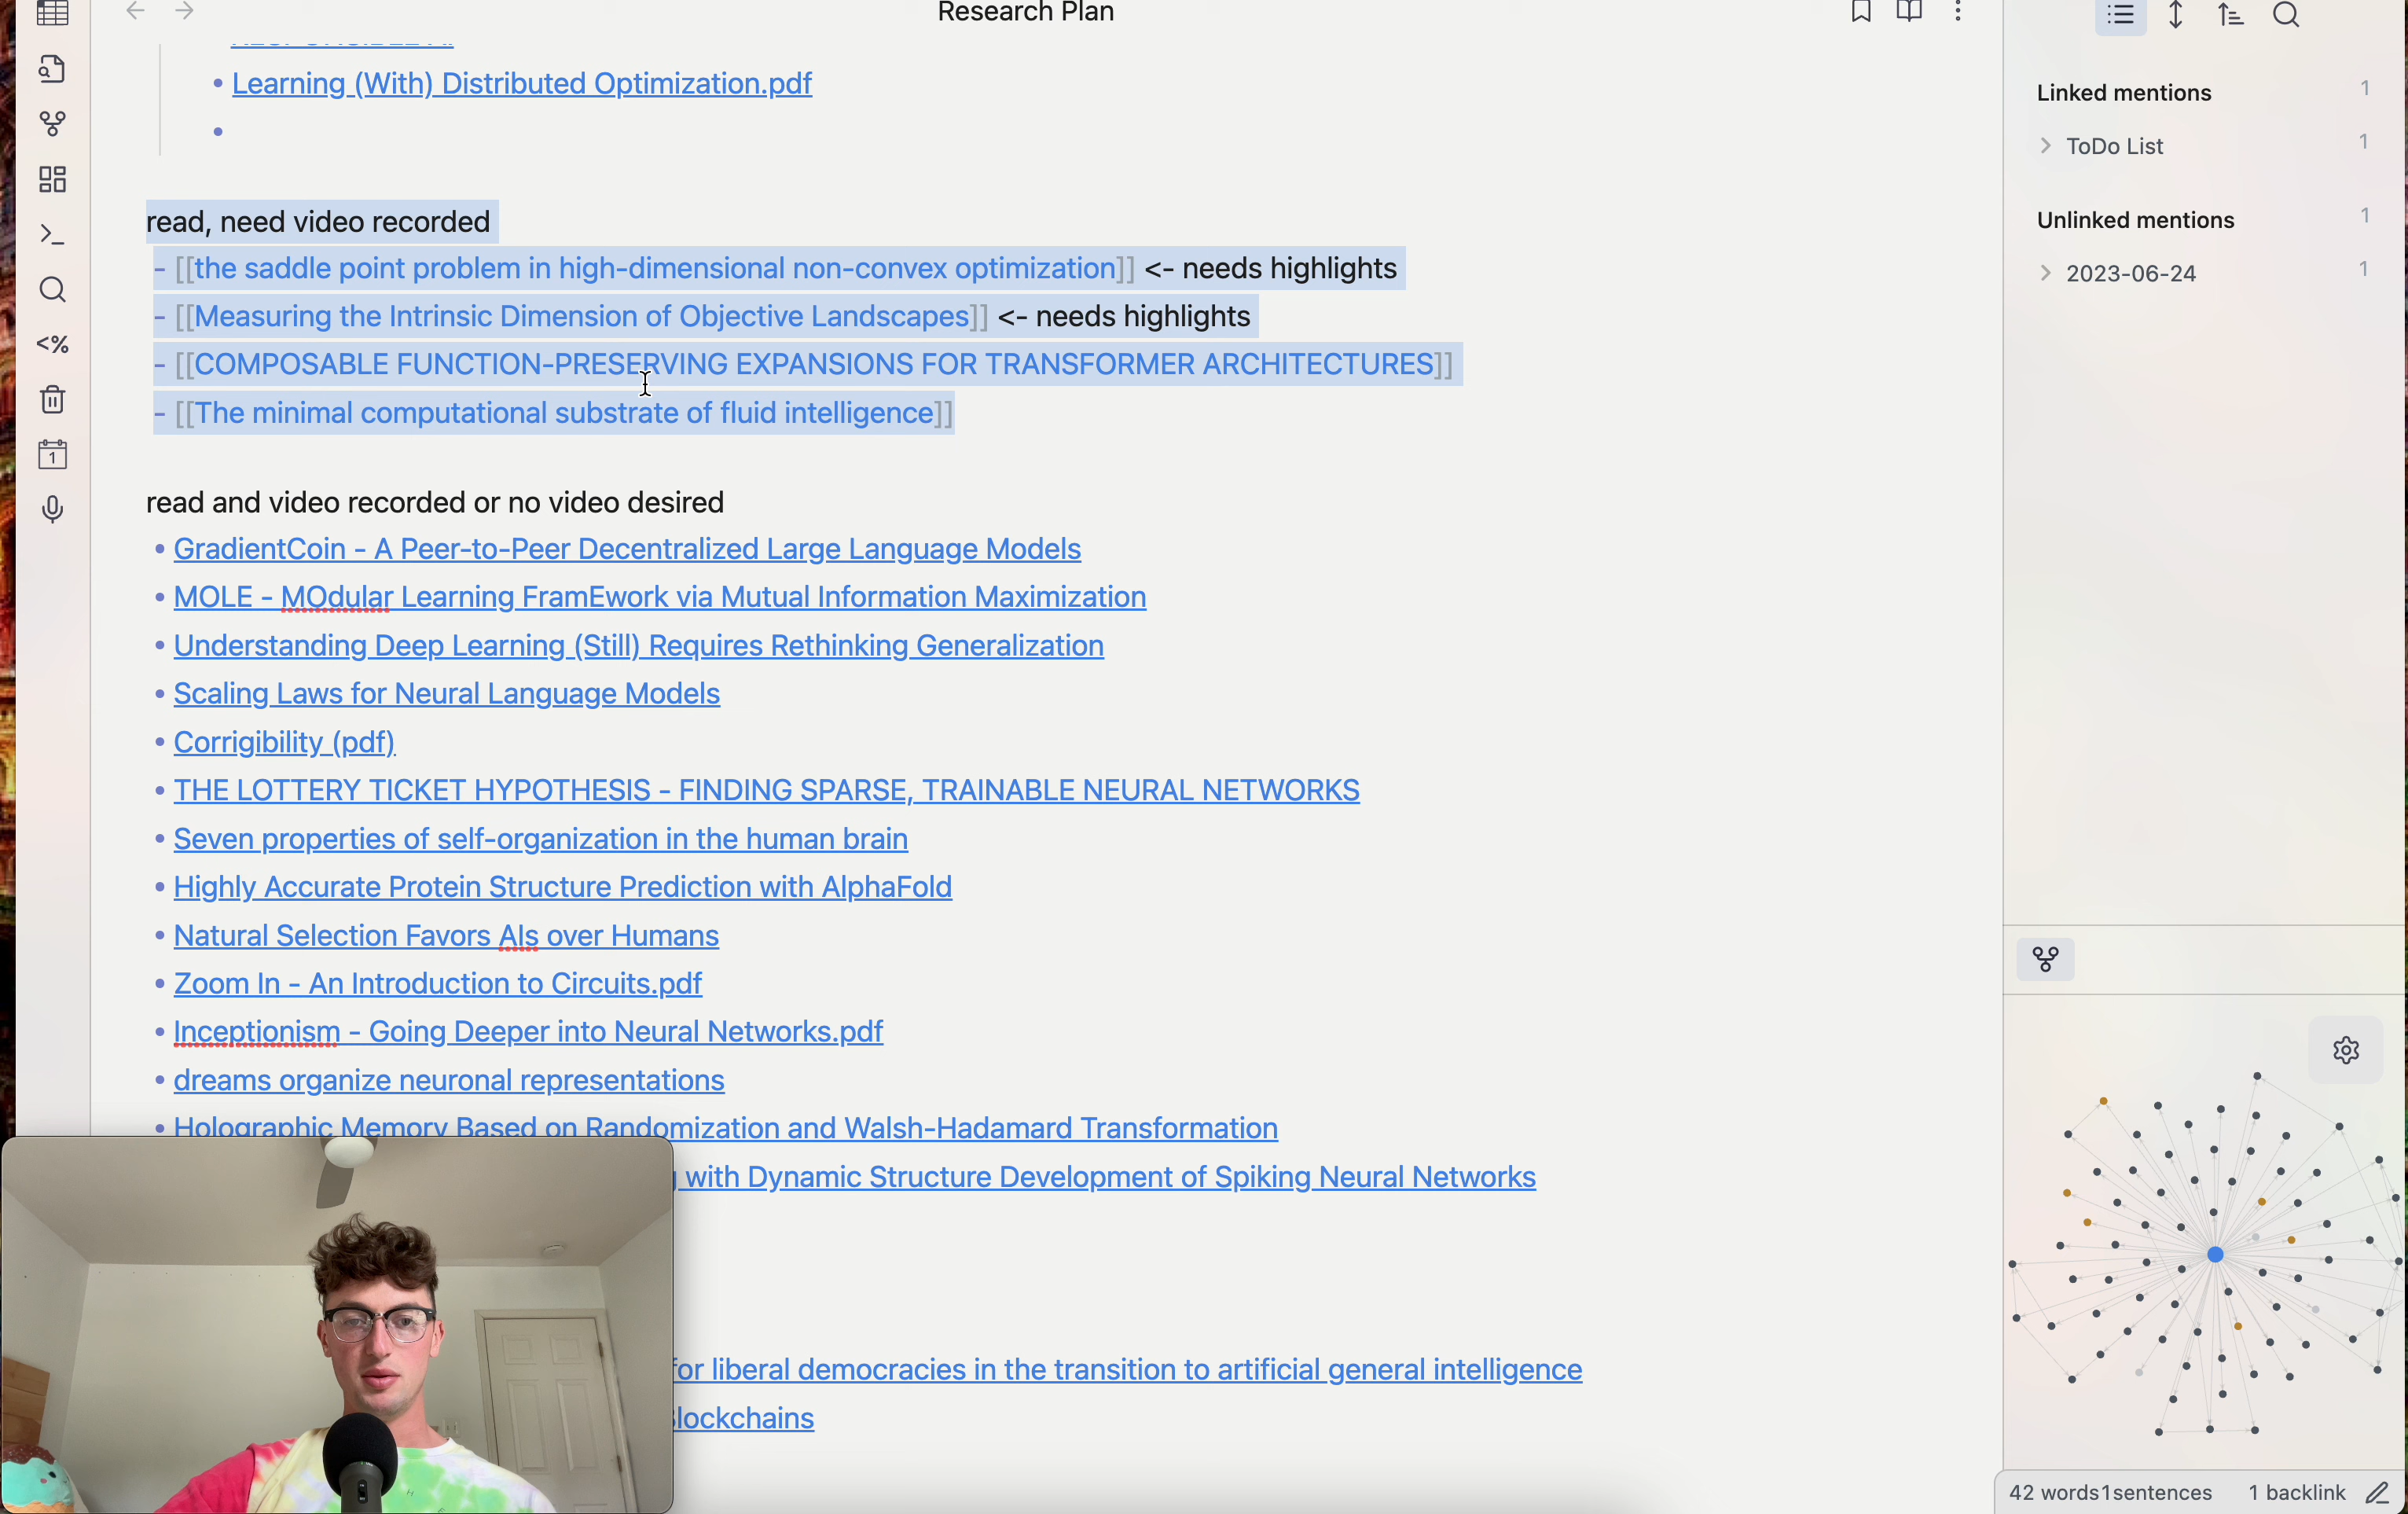 Research Plan
Learning (With) Distributed Optimization.pdf
read, need video recorded
- [[the saddle point problem in high-dimensional non-convex optimization]] <- needs highlights
- [[Measuring the Intrinsic Dimension of Objective Landscapes]] <- needs highlights
- [[COMPOSABLE FUNCTION-PRESERVING EXPANSIONS FOR TRANSFORMER ARCHITECTURES]]
- [[The minimal computational substrate of fluid intelligence]]
read and video recorded or no video desired
• GradientCoin - A Peer-to-Peer Decentralized Large Language Models
• MOLE - MOdular Learning FramEwork via Mutual Information Maximization
• Understanding Deep Learning (Still) Requires Rethinking Generalization
• Scaling Laws for Neural Language Models
• Corrigibility (pdf)
• THE LOTTERY TICKET HYPOTHESIS - FINDING SPARSE, TRAINABLE NEURAL NETWORKS
• Seven properties of self-organization in the human brain
• Highly Accurate Protein Structure Prediction with AlphaFold
• Natural Selection Favors AIs over Humans
• Zoom In - An Introduction to Circuits.pdf
• Inceptionism - Going Deeper into Neural Networks.pdf
• dreams organize neuronal representations
• Holographic Memory Based on Randomization and Walsh-Hadamard Transformation
with Dynamic Structure Development of Spiking Neural Networks
for liberal democracies in the transition to artificial general intelligence
Blockchains
Linked mentions 1
ToDo List 1
Unlinked mentions 1
2023-06-24 1
<%
1
42 words 1 sentences 1 backlink